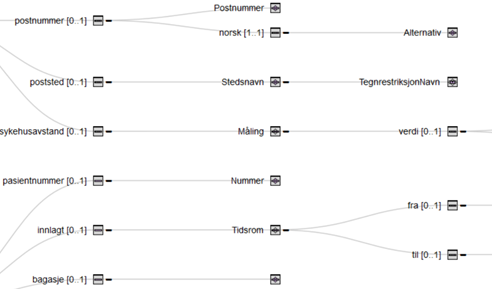 Postnummer
postnummer [0..1]
norsk [1..1]
Alternativ
poststed [0..1]
Stedsnavn
TegnrestriksjonNavn
sykehusavstand [0..1]
Måling
verdi [0..1]
pasientnummer [0..1]
Nummer
fra [0..1]
innlagt [0..1]
Tidsrom
til [0..1]
bagasje [0..1]